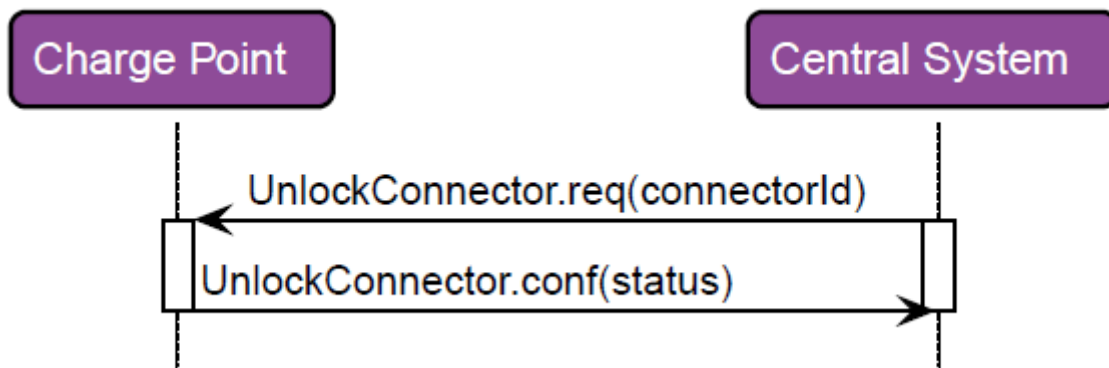 Charge Point
Central System
UnlockConnector.req(connectorId)
UnlockConnector.conf(status)